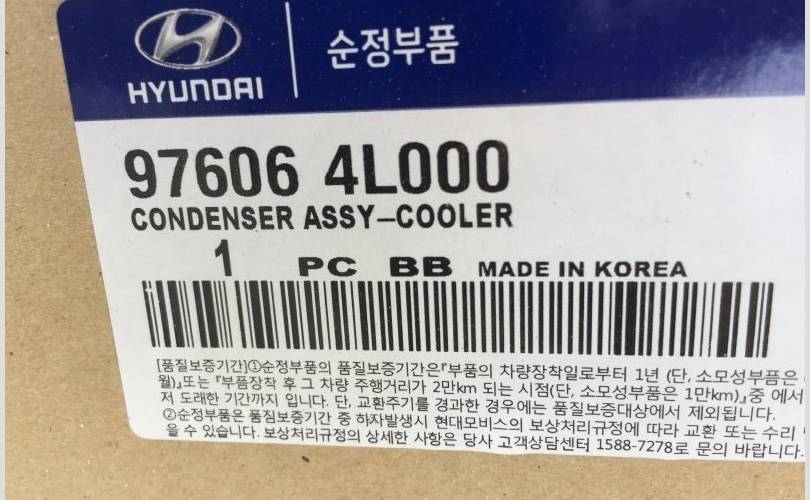 HYUNDAI
순정부품
97606 4L000
CONDENSER ASSY-COOLER
1 PC BB MADE IN KOREA
[품질보증기간]①순정부품의 품질보증기간은『부품의 차량장착일로부터 1년 (단, 소모성부품은
월)』또는 『부품장착 후 그 차량 주행거리가 2만km 되는 시점(단, 소모성부품은 1만km)』중 에서
저 도래한 기간까지 입니다. 단, 교환주기를 경과한 경우에는 품질보증대상에서 제외됩니다.
②순정부품은 품짐보증기간 중 하자발생시 현대모비스의 보상처리규정에 따라 교환 또는 수리
을 수 있습니다. 보상처리규정의 상세한 사항은 당사 고객상담센터 1588-7278로 문의 바랍니다.